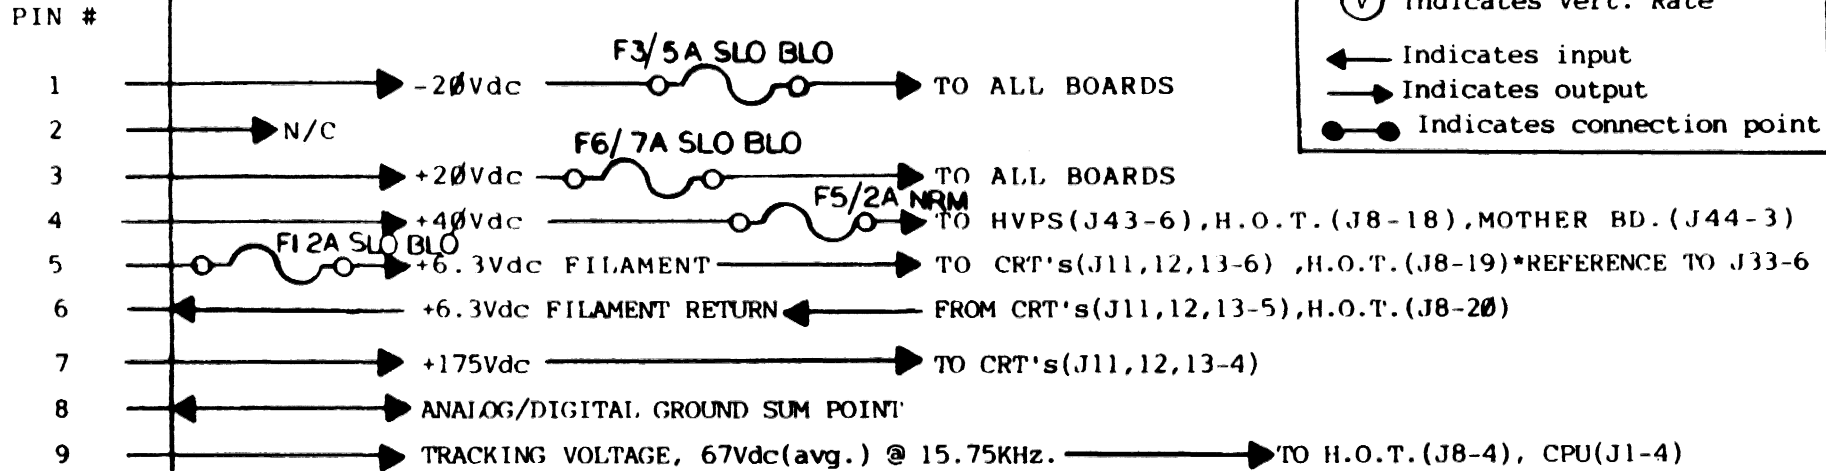 PIN #
(V) Indicates Vert. Rate
F3/5A SLO BLO
Indicates input
1 -20Vdc TO ALL BOARDS
Indicates output
2 N/C
Indicates connection point
F6/7A SLO BLO
3 +20Vdc TO ALL BOARDS
F5/2A NRM
4 +40Vdc TO HVPS(J43-6),H.O.T.(J8-18),MOTHER BD.(J44-3)
F1 2A SLO BLO
5 +6.3Vdc FILAMENT TO CRT's(J11,12,13-6) ,H.O.T.(J8-19)*REFERENCE TO J33-6
6 +6.3Vdc FILAMENT RETURN FROM CRT's(J11,12,13-5),H.O.T.(J8-20)
7 +175Vdc TO CRT's(J11,12,13-4)
8 ANALOG/DIGITAL GROUND SUM POINT
9 TRACKING VOLTAGE, 67Vdc(avg.) @ 15.75KHz. TO H.O.T.(J8-4), CPU(J1-4)